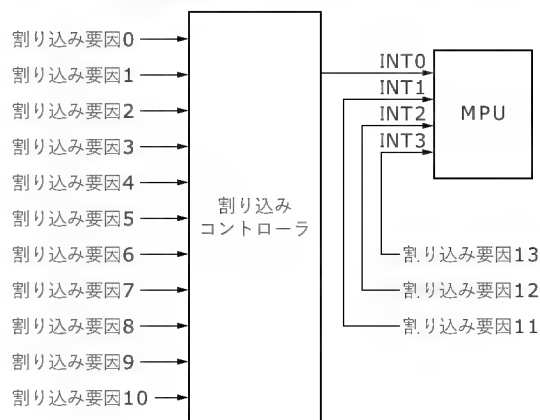 割り込み要因0
割り込み要因1
割り込み要因2
割り込み要因3
割り込み要因4
割り込み要因5
割り込み要因6
割り込み要因7
割り込み要因8
割り込み要因9
割り込み要因10
割り込み
コントローラ
INT0
INT1
INT2
INT3
MPU
割り込み要因13
割り込み要因12
割り込み要因11